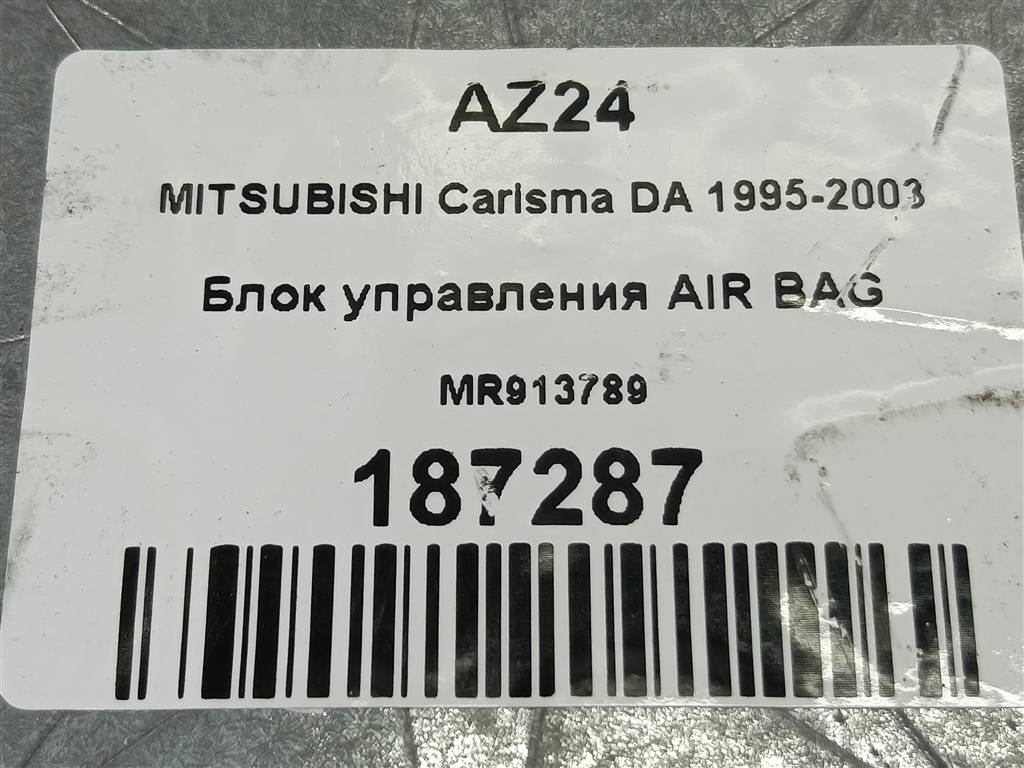 AZ24
MITSUBISHI Carisma DA 1995-2003
Блок управления AIR BAG
MR913789
187287